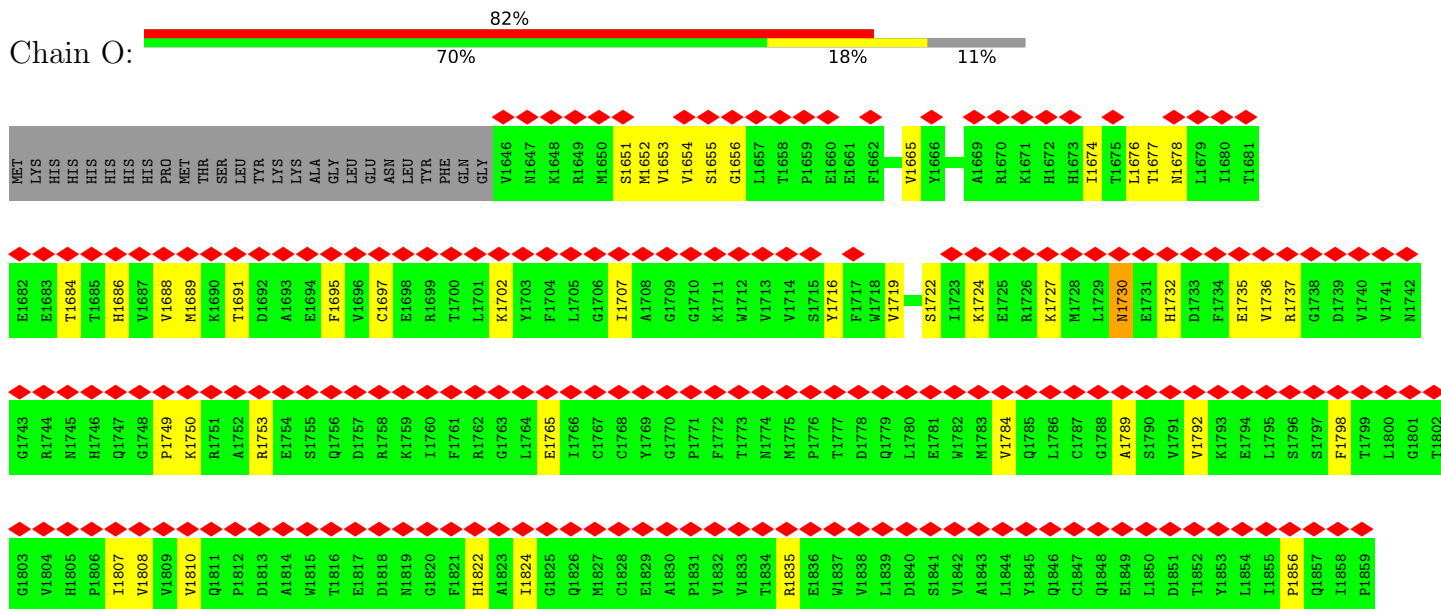 82%
Chain O:
70% 18% 11%
MET LYS HIS HIS HIS HIS HIS HIS HIS PRO MET THR SER LEU TYR LYS LYS ALA GLY LEU GLU ASN LEU TYR PHE GLN GLY V1646 N1647 K1648 R1649 M1650 S1651 M1652 V1653 V1654 S1655 G1656 L1657 T1658 P1659 E1660 E1661 F1662 V1665 Y1666 A1669 R1670 K1671 H1672 H1673 I1674 T1675 L1676 T1677 N1678 L1679 I1680 T1681
E1682 E1683 T1684 T1685 H1686 V1687 V1688 M1689 K1690 T1691 D1692 A1693 E1694 F1695 V1696 C1697 E1698 R1699 T1700 L1701 K1702 Y1703 F1704 L1705 G1706 I1707 A1708 G1709 G1710 K1711 W1712 V1713 V1714 S1715 Y1716 F1717 W1718 V1719 S1722 I1723 K1724 E1725 R1726 K1727 M1728 L1729 N1730 E1731 H1732 D1733 F1734 E1735 V1736 R1737 G1738 D1739 V1740 V1741 N1742
G1743 R1744 N1745 H1746 Q1747 G1748 P1749 K1750 R1751 A1752 R1753 E1754 S1755 Q1756 D1757 R1758 K1759 I1760 F1761 R1762 G1763 L1764 E1765 I1766 C1767 C1768 Y1769 G1770 P1771 F1772 T1773 N1774 M1775 P1776 T1777 D1778 Q1779 L1780 E1781 W1782 M1783 V1784 Q1785 L1786 C1787 G1788 A1789 S1790 V1791 V1792 K1793 E1794 L1795 S1796 S1797 F1798 T1799 L1800 G1801 T1802
G1803 V1804 H1805 P1806 I1807 V1808 V1809 V1810 Q1811 P1812 D1813 A1814 W1815 T1816 E1817 D1818 N1819 G1820 F1821 H1822 A1823 I1824 G1825 Q1826 M1827 C1828 E1829 A1830 P1831 V1832 V1833 T1834 R1835 E1836 W1837 V1838 L1839 D1840 S1841 V1842 A1843 L1844 Y1845 Q1846 C1847 Q1848 E1849 L1850 D1851 T1852 Y1853 L1854 I1855 P1856 Q1857 I1858 P1859